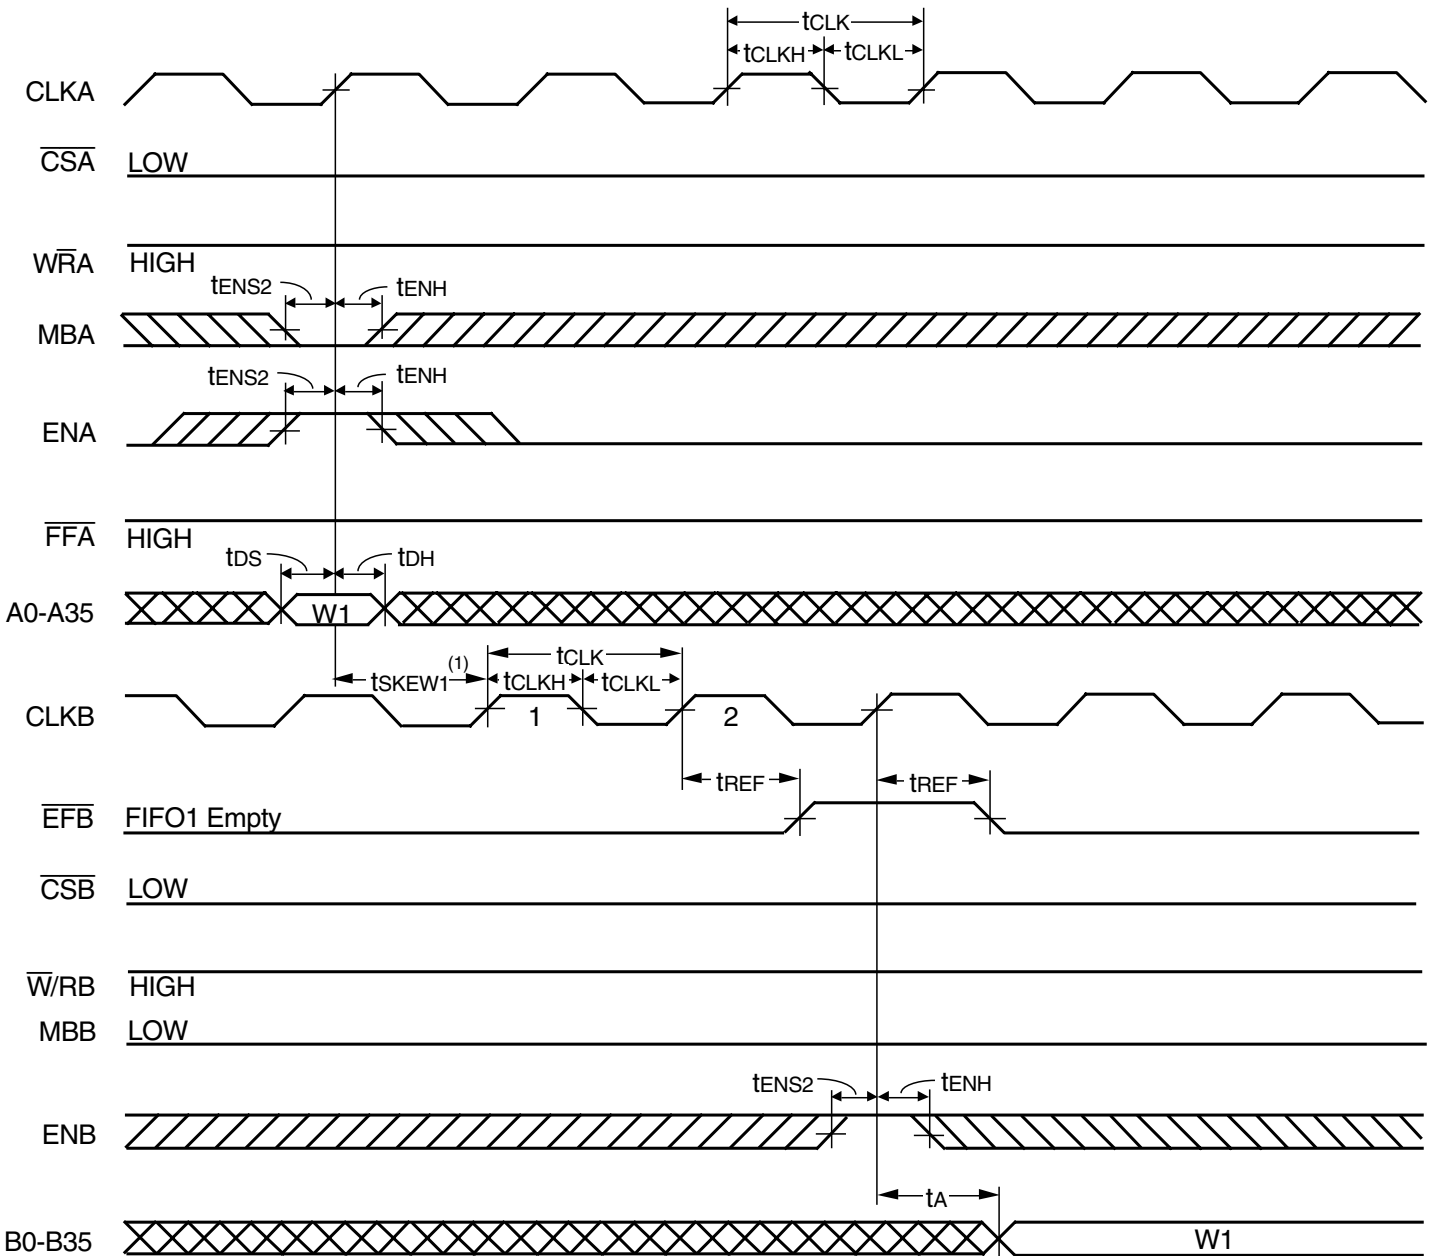 tCLK
tCLKH tCLKL
CLKA
CSA LOW
WRA HIGH
tENS2 tENH
MBA
tENS2 tENH
ENA
FFA HIGH
tDS tDH
A0-A35 W1
tSKEW1(1) tCLK
tCLKH tCLKL
CLKB 1 2
tREF tREF
EFB FIFO1 Empty
CSB LOW
W/RB HIGH
MBB LOW
tENS2 tENH
ENB
tA
B0-B35 W1